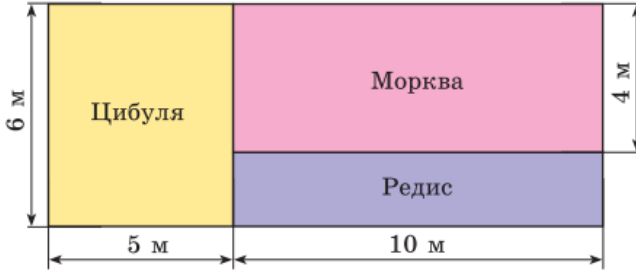 6 м
Цибуля
Морква
4 м
Редис
5 м
10 м